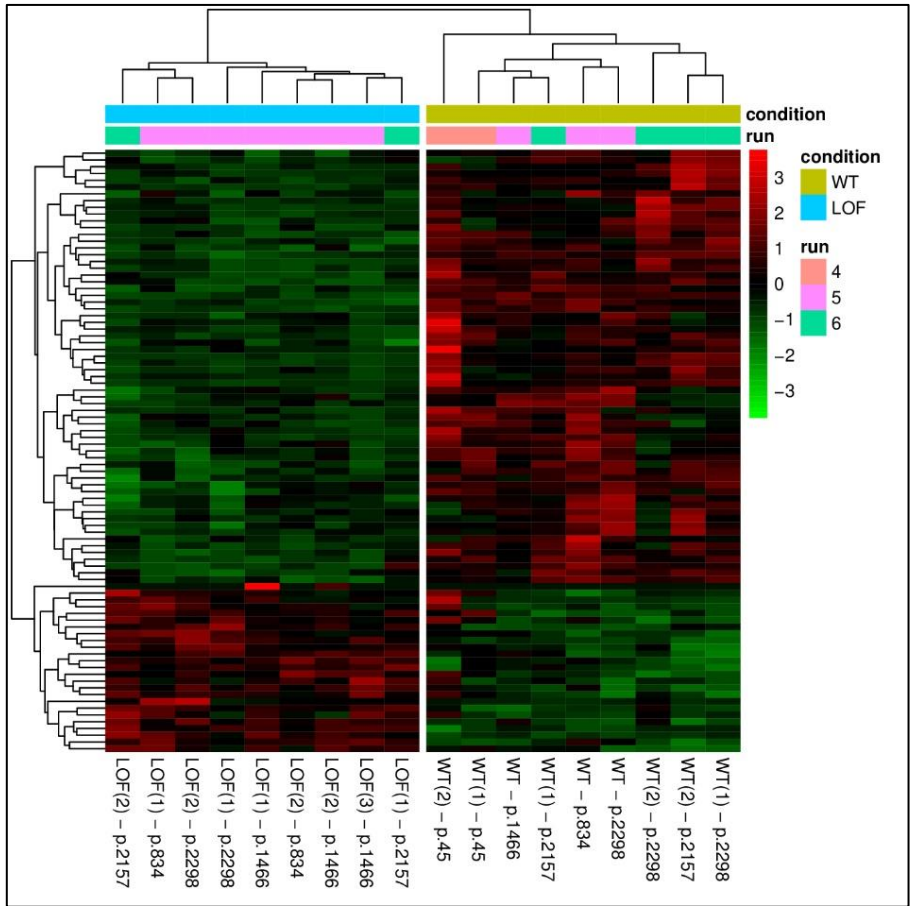 condition
run
3
2
1
0
−1
−2
−3
condition
WT
LOF
run
4
5
6
LOF(2) − p.2157
LOF(1) − p.834
LOF(2) − p.2298
LOF(1) − p.2298
LOF(1) − p.1466
LOF(2) − p.834
LOF(2) − p.1466
LOF(3) − p.1466
LOF(1) − p.2157
WT(2) − p.45
WT(1) − p.45
WT − p.1466
WT(1) − p.2157
WT − p.834
WT − p.2298
WT(2) − p.2298
WT(2) − p.2157
WT(1) − p.2298